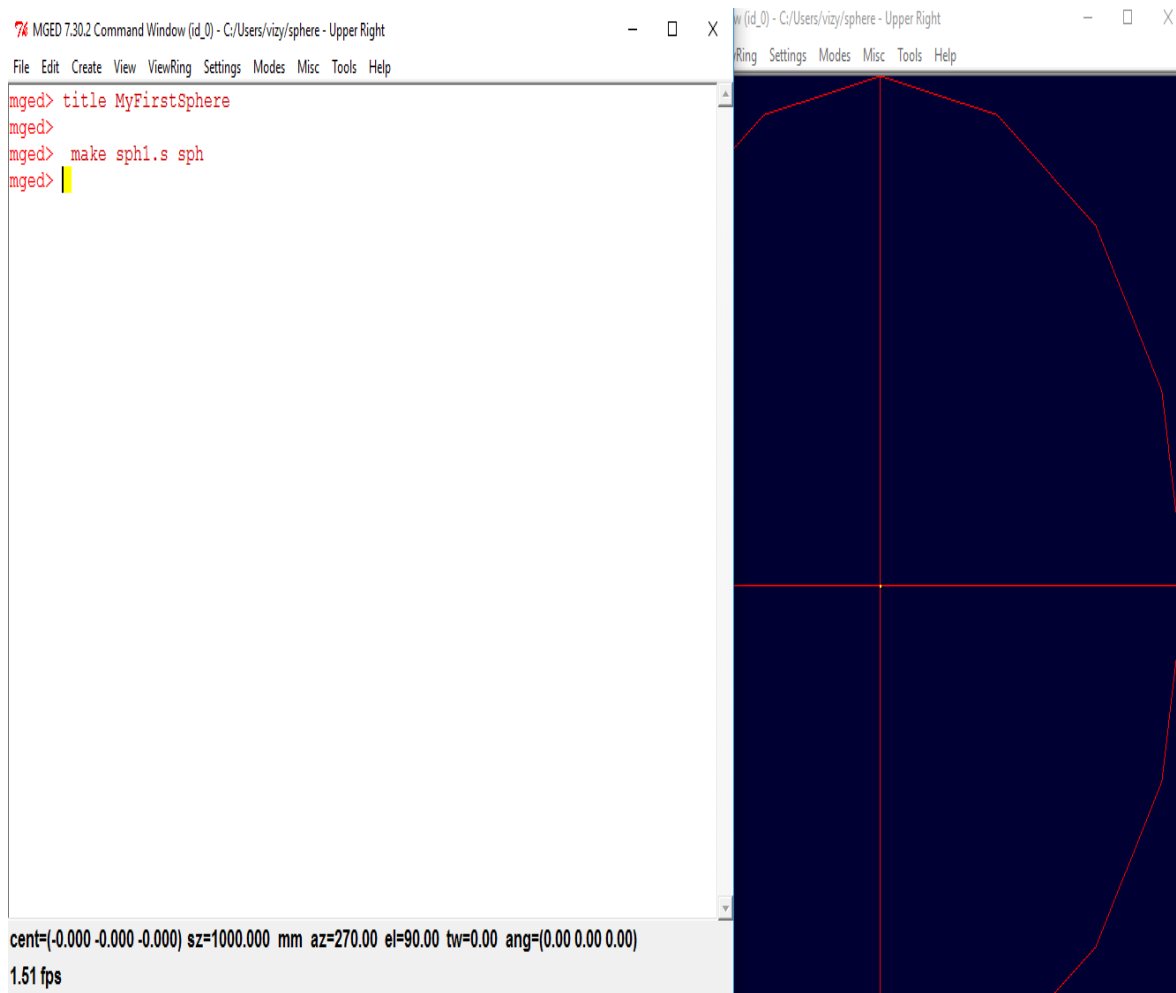 MGED 7.30.2 Command Window (id_0) - C:/Users/vizy/sphere - Upper Right
File Edit Create View ViewRing Settings Modes Misc Tools Help
mged> title MyFirstSphere
mged>
mged> make sph1.s sph
mged>
cent=(-0.000 -0.000 -0.000) sz=1000.000 mm az=270.00 el=90.00 tw=0.00 ang=(0.00 0.00 0.00)
1.51 fps
(id_0) - C:/Users/vizy/sphere - Upper Right
Ring Settings Modes Misc Tools Help